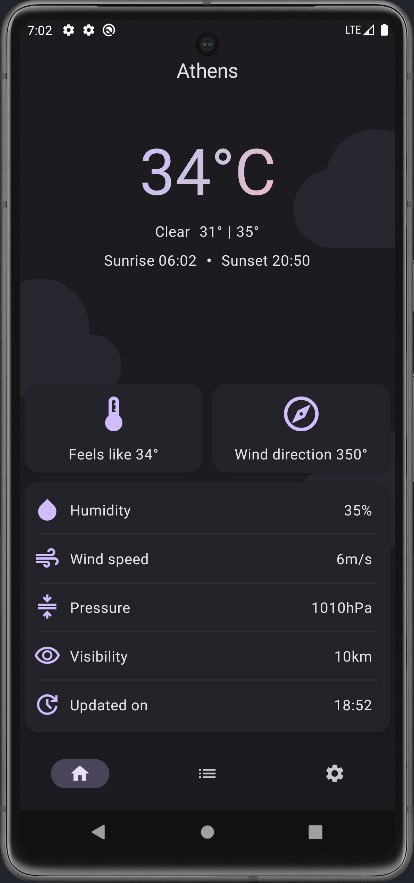 7:02 LTE
Athens
34°C
Clear 31° | 35°
Sunrise 06:02 • Sunset 20:50
Feels like 34° Wind direction 350°
Humidity 35%
Wind speed 6m/s
Pressure 1010hPa
Visibility 10km
Updated on 18:52